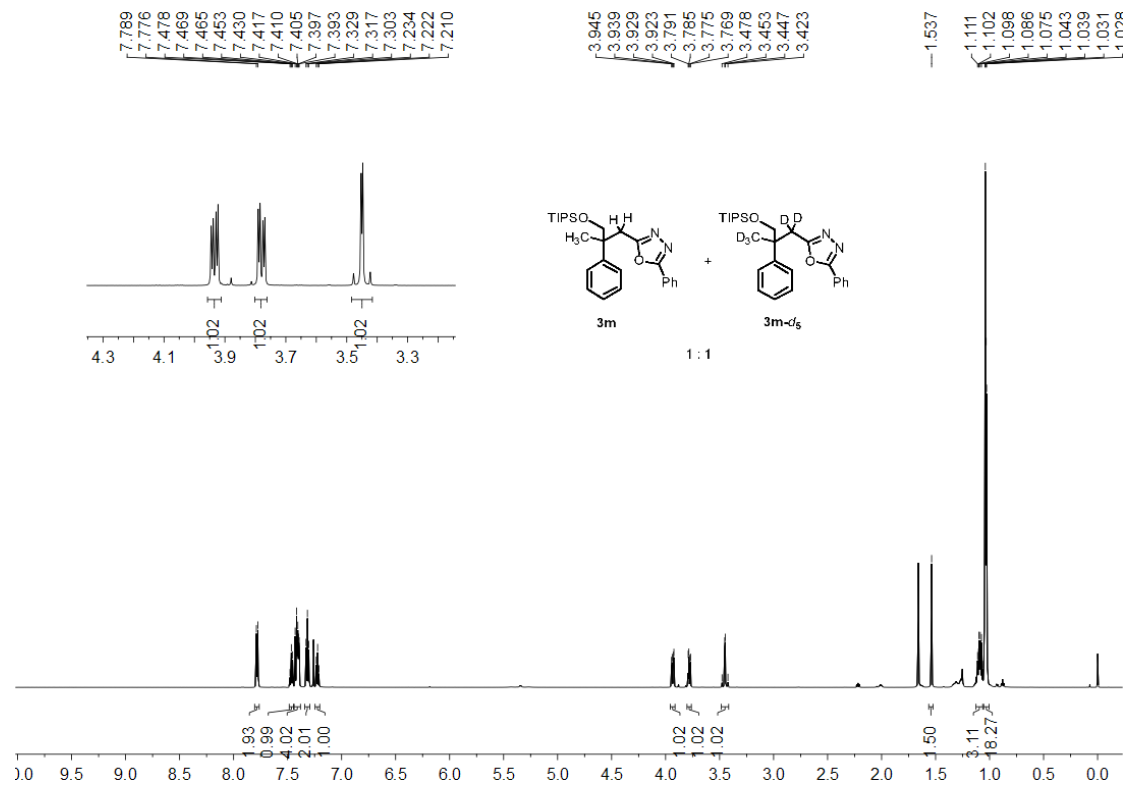 7.789 7.776 7.478 7.469 7.465 7.453 7.430 7.417 7.410 7.405 7.397 7.393 7.329 7.317 7.303 7.234 7.222 7.210
3.945 3.939 3.929 3.923 3.791 3.785 3.775 3.769 3.478 3.453 3.447 3.423
1.537
1.111 1.102 1.098 1.086 1.075 1.043 1.039 1.031 1.028
TIPSO H H
H3C
N
N
O
Ph
3m
+
TIPSO D D
D3C
N
N
O
Ph
3m-d5
1 : 1
1.02 1.02 1.02
4.3 4.1 3.9 3.7 3.5 3.3
1.93 0.99 4.02 2.01 1.00 1.02 1.02 1.02 1.50 3.11 18.27
0.0 9.5 9.0 8.5 8.0 7.5 7.0 6.5 6.0 5.5 5.0 4.5 4.0 3.5 3.0 2.5 2.0 1.5 1.0 0.5 0.0